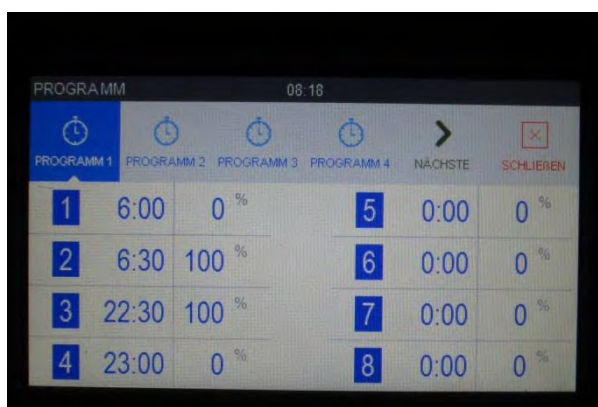 PROGRAMM 08:18
PROGRAMM 1 PROGRAMM 2 PROGRAMM 3 PROGRAMM 4 NÄCHSTE SCHLIEßEN
1 6:00 0 % 5 0:00 0 %
2 6:30 100 % 6 0:00 0 %
3 22:30 100 % 7 0:00 0 %
4 23:00 0 % 8 0:00 0 %